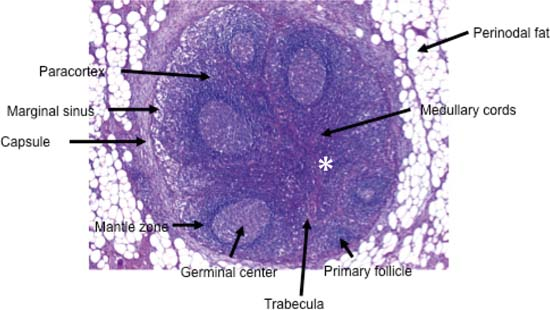 Perinodal fat
Paracortex
Marginal sinus
Medullary cords
Capsule
*
Mantle zone
Germinal center
Primary follicle
Trabecula